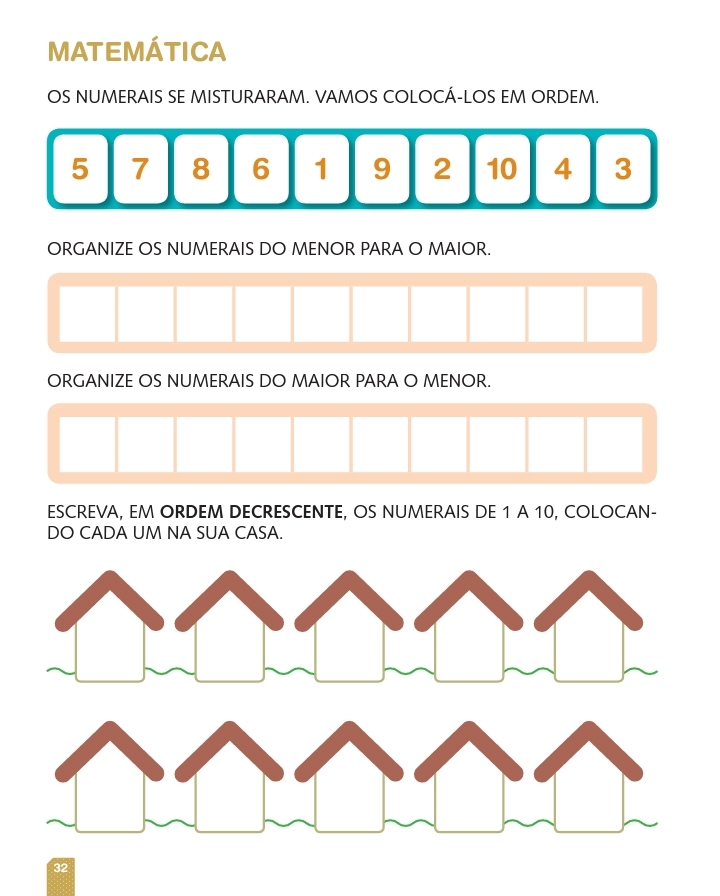 MATEMÁTICA
OS NUMERAIS SE MISTURARAM. VAMOS COLOCÁ-LOS EM ORDEM.
5 7 8 6 1 9 2 10 4 3
ORGANIZE OS NUMERAIS DO MENOR PARA O MAIOR.
ORGANIZE OS NUMERAIS DO MAIOR PARA O MENOR.
ESCREVA, EM ORDEM DECRESCENTE, OS NUMERAIS DE 1 A 10, COLOCAN-
DO CADA UM NA SUA CASA.
32